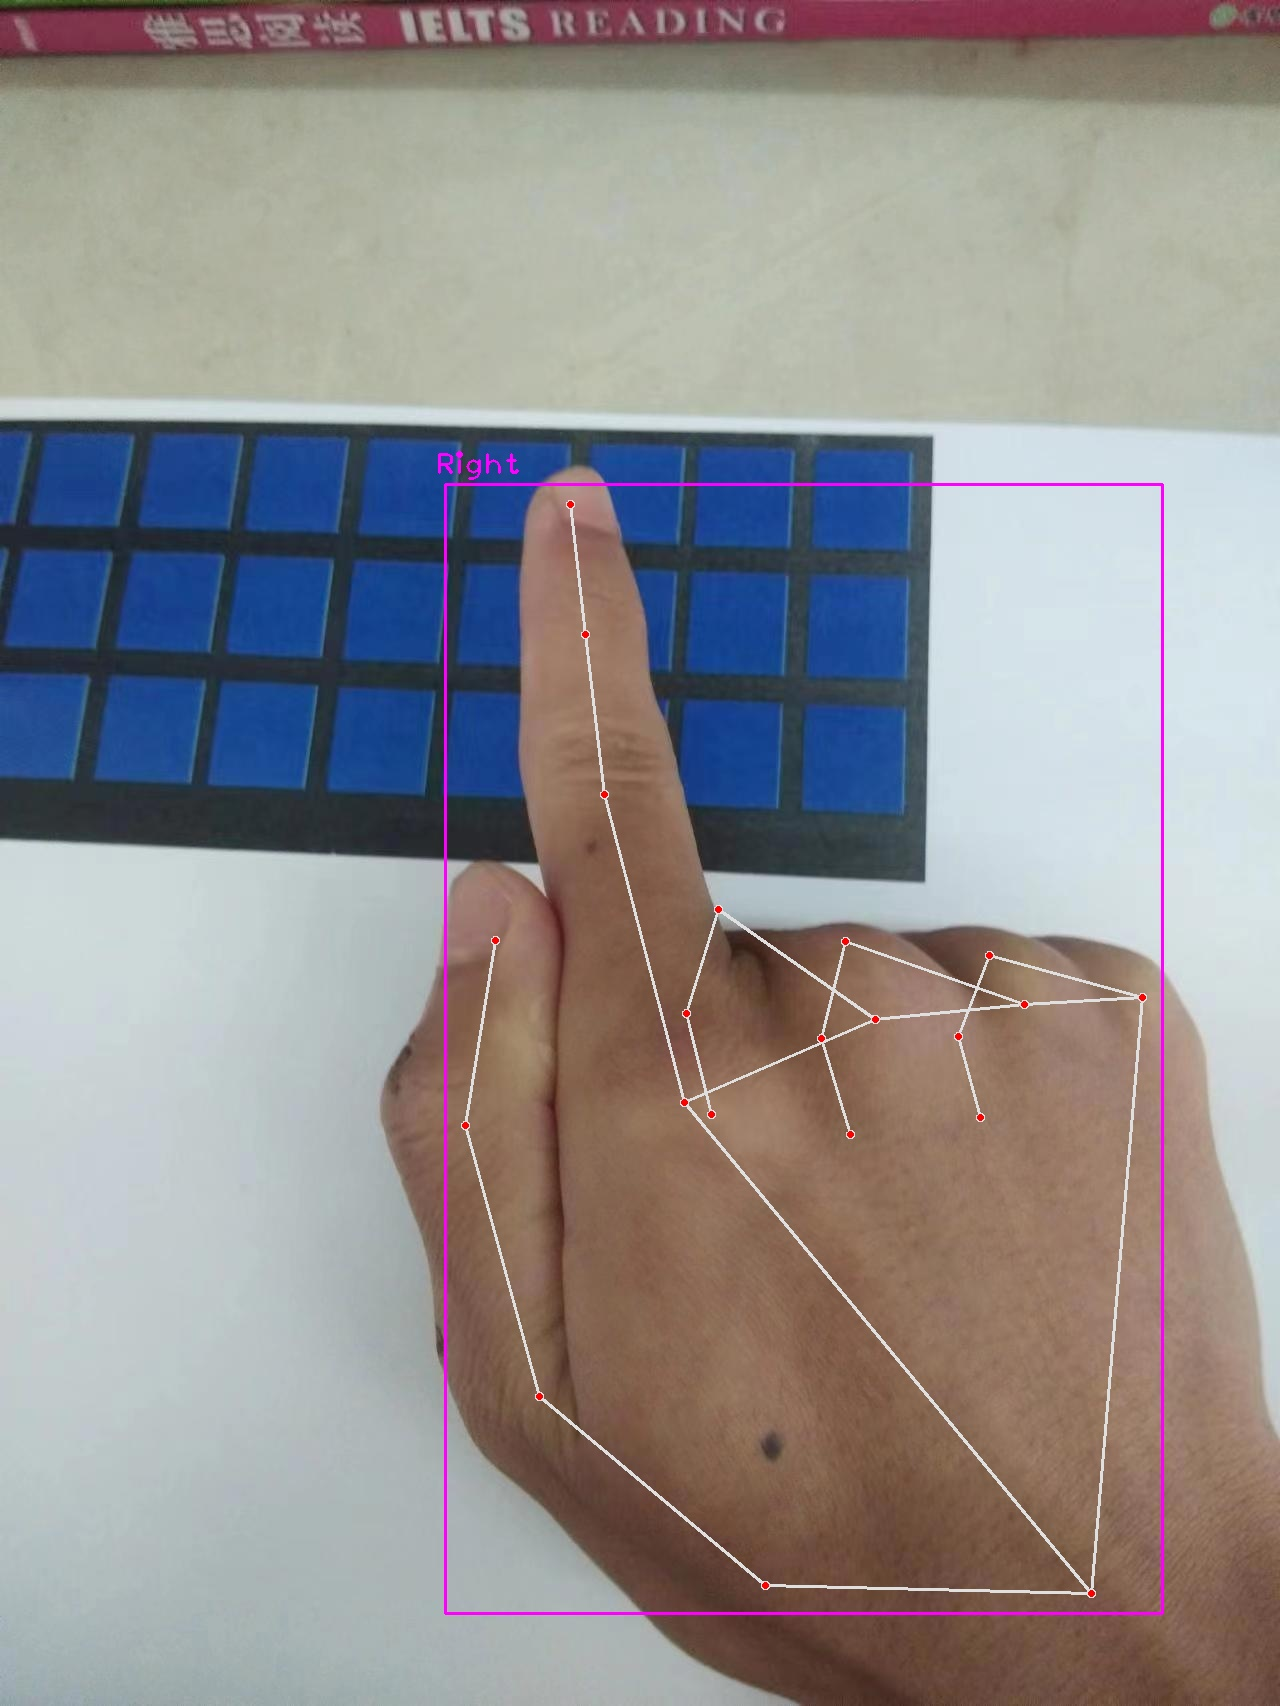 雅思阅读 IELTS READING
Right